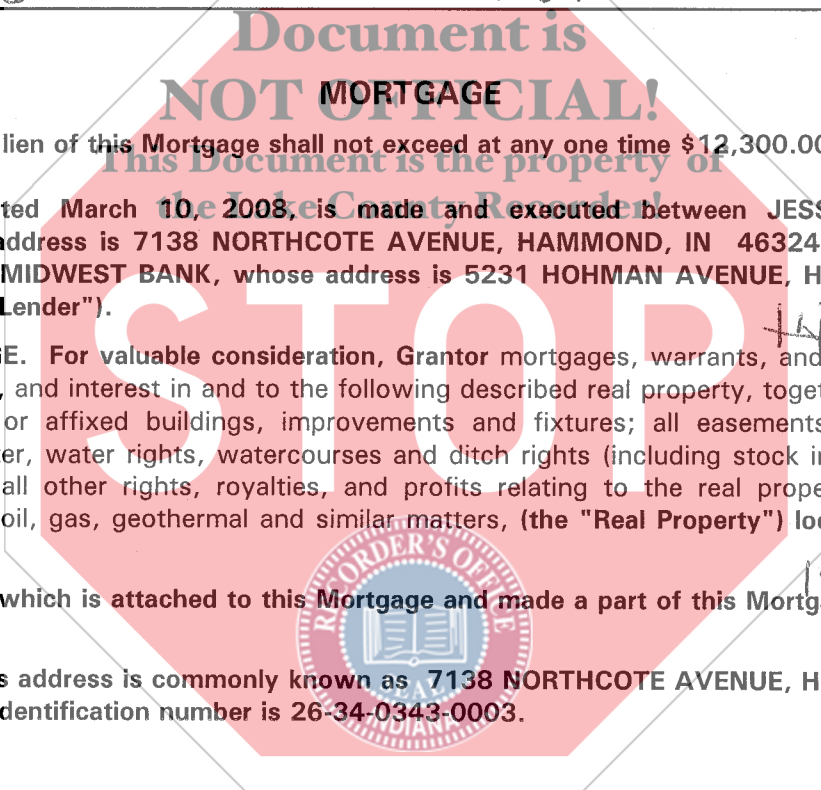 Document is
NOT OFFICIAL!
MORTGAGE
lien of this Mortgage shall not exceed at any one time $12,300.00
This Document is the property of
the Lake County Recorder!
ted March 10, 2008, is made and executed between JESS
address is 7138 NORTHCOTE AVENUE, HAMMOND, IN 46324
MIDWEST BANK, whose address is 5231 HOHMAN AVENUE, H
Lender").
STOP
GE. For valuable consideration, Grantor mortgages, warrants, and
, and interest in and to the following described real property, toget
or affixed buildings, improvements and fixtures; all easements
er, water rights, watercourses and ditch rights (including stock in
all other rights, royalties, and profits relating to the real prope
oil, gas, geothermal and similar matters, (the "Real Property") loc
RECORDER'S OFFICE
which is attached to this Mortgage and made a part of this Mortga
SEAL
s address is commonly known as 7138 NORTHCOTE AVENUE, H
dentification number is 26-34-0343-0003.
INDIANA